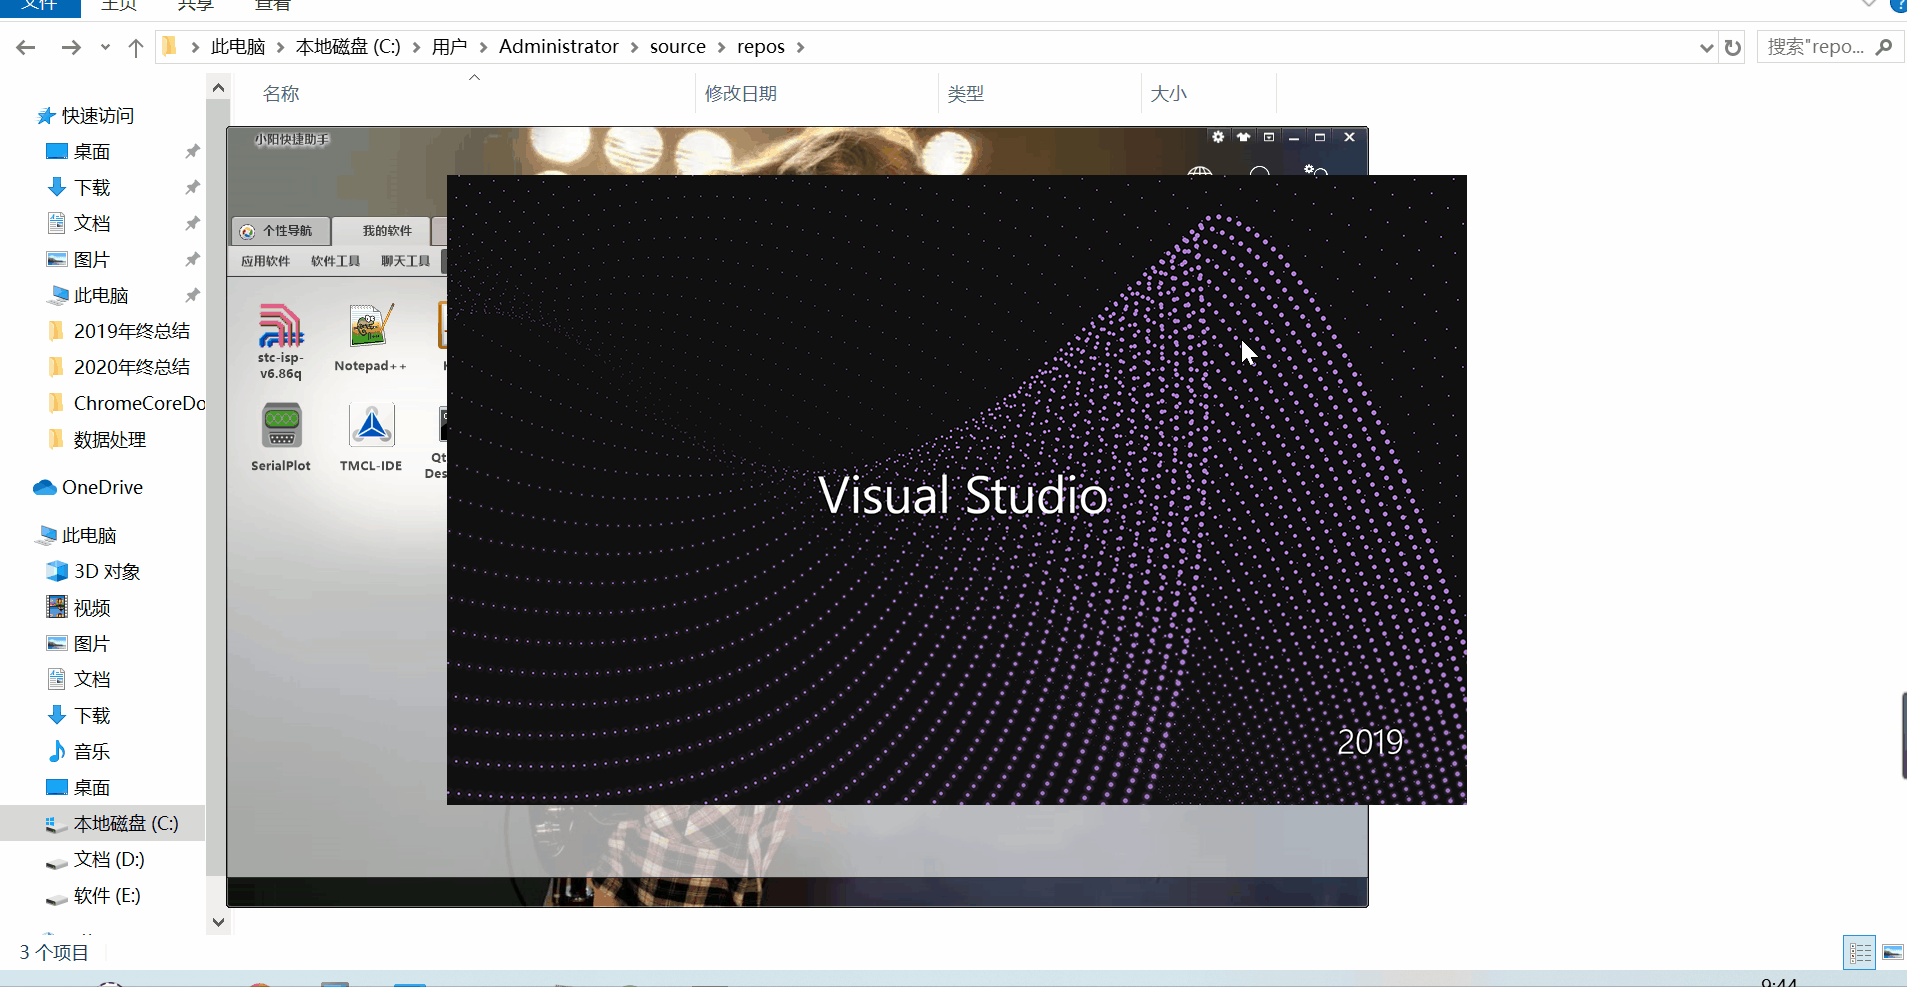 文件 主页 共享 查看
此电脑 本地磁盘 (C:) 用户 Administrator source repos
搜索"repo...
名称 修改日期 类型 大小
快速访问
桌面
下载
文档
图片
此电脑
2019年终总结
2020年终总结
ChromeCoreDo
数据处理
OneDrive
此电脑
3D 对象
视频
图片
文档
下载
音乐
桌面
本地磁盘 (C:)
文档 (D:)
软件 (E:)
小阳快捷助手
个性导航 我的软件
应用软件 软件工具 聊天工具
stc-isp-
v6.86q
Notepad++
SerialPlot
TMCL-IDE
Qt
Des
Visual Studio
2019
3 个项目
9:44